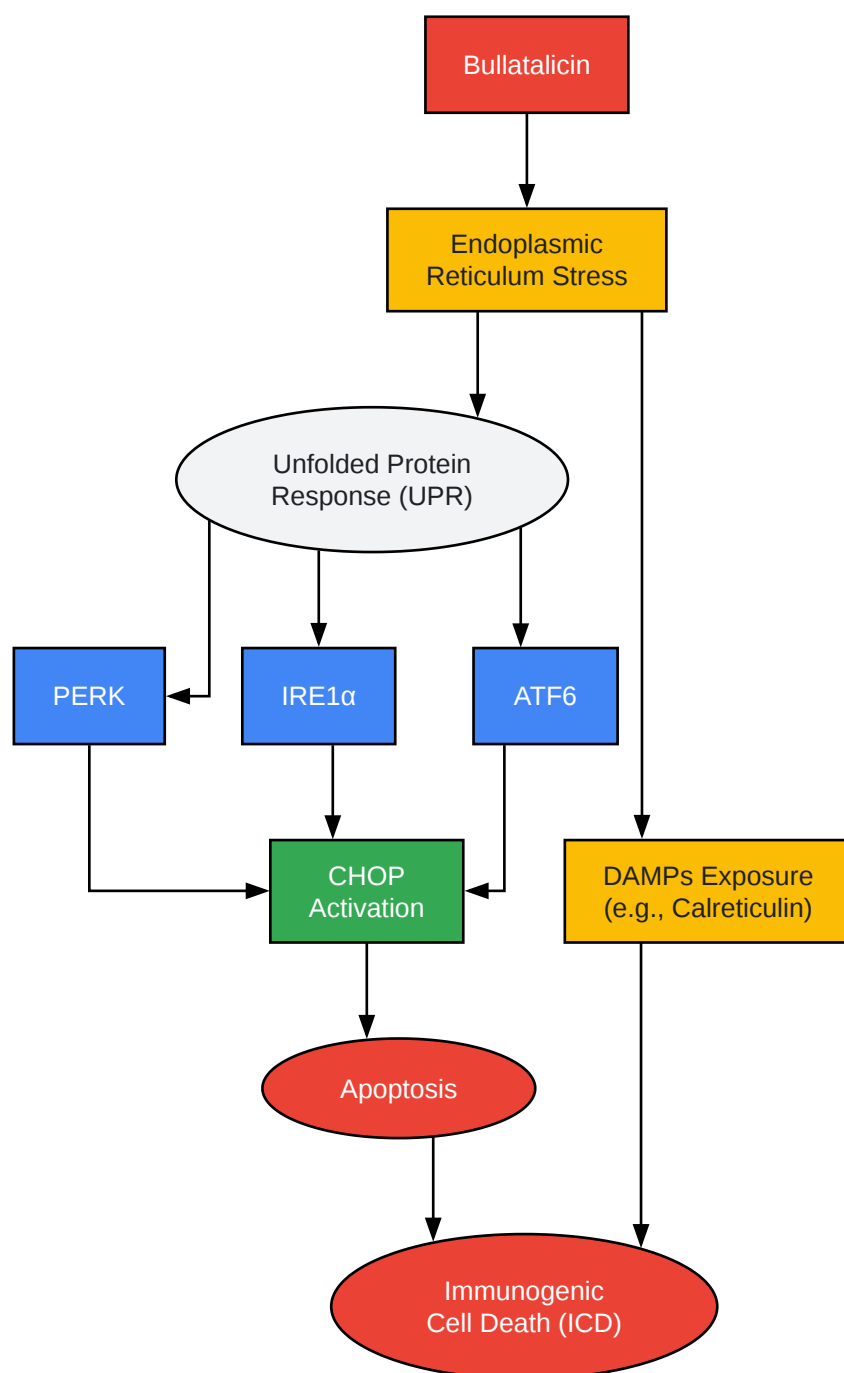 Bullatalicin
Endoplasmic
Reticulum Stress
Unfolded Protein
Response (UPR)
PERK
IRE1α
ATF6
CHOP
Activation
DAMPs Exposure
(e.g., Calreticulin)
Apoptosis
Immunogenic
Cell Death (ICD)